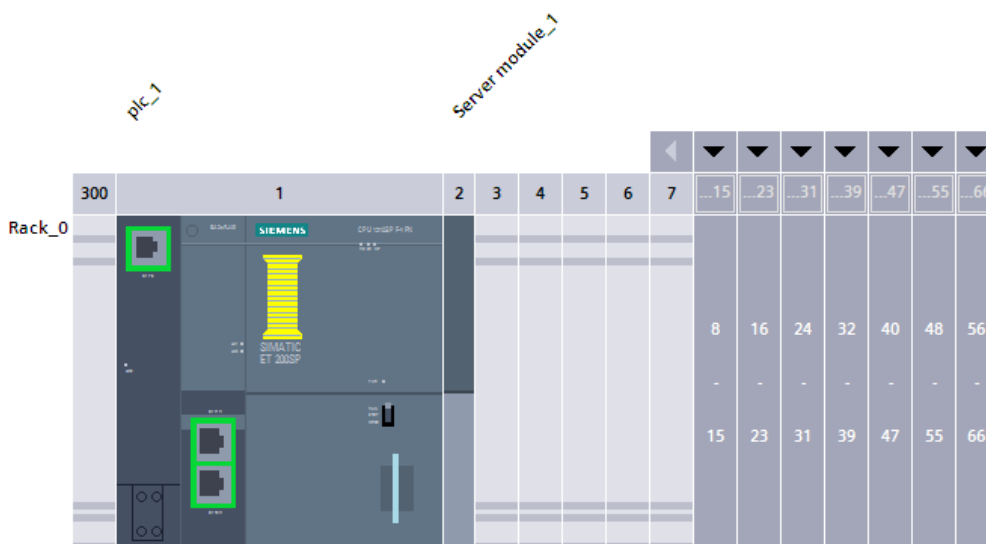 plc_1
Server module_1
300 1 2 3 4 5 6 7 ...15 ...23 ...31 ...39 ...47 ...55 ...66
Rack_0
SIEMENS
SIMATIC
ET 200SP
8 16 24 32 40 48 56
- - - - - - -
15 23 31 39 47 55 66